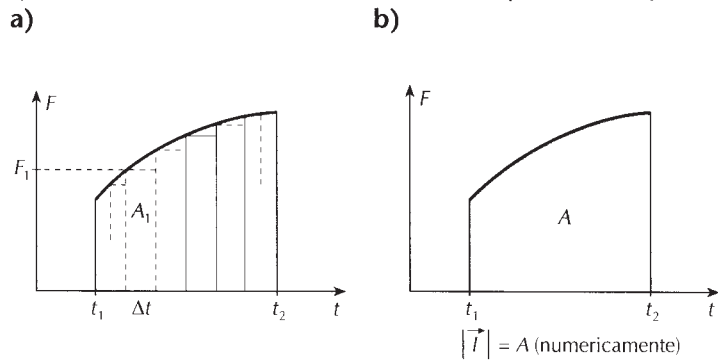 a)
F
F₁
A₁
t₁ Δt t₂ t
b)
F
A
t₁ t₂ t
|I⃗| = A (numericamente)